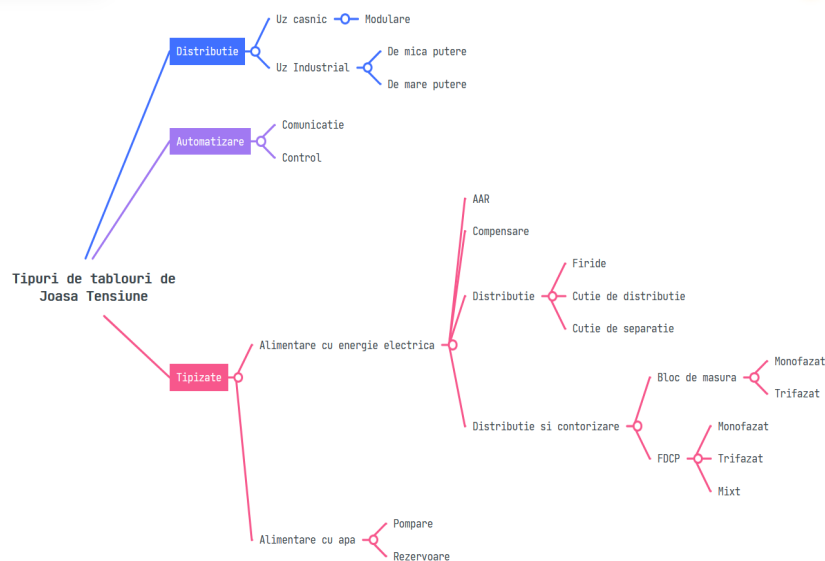 Tipuri de tablouri de
Joasa Tensiune
Distributie
Uz casnic
Modulare
Uz Industrial
De mica putere
De mare putere
Automatizare
Comunicatie
Control
Tipizate
Alimentare cu energie electrica
AAR
Compensare
Distributie
Firide
Cutie de distributie
Cutie de separatie
Distributie si contorizare
Bloc de masura
Monofazat
Trifazat
FDCP
Monofazat
Trifazat
Mixt
Alimentare cu apa
Pompare
Rezervoare